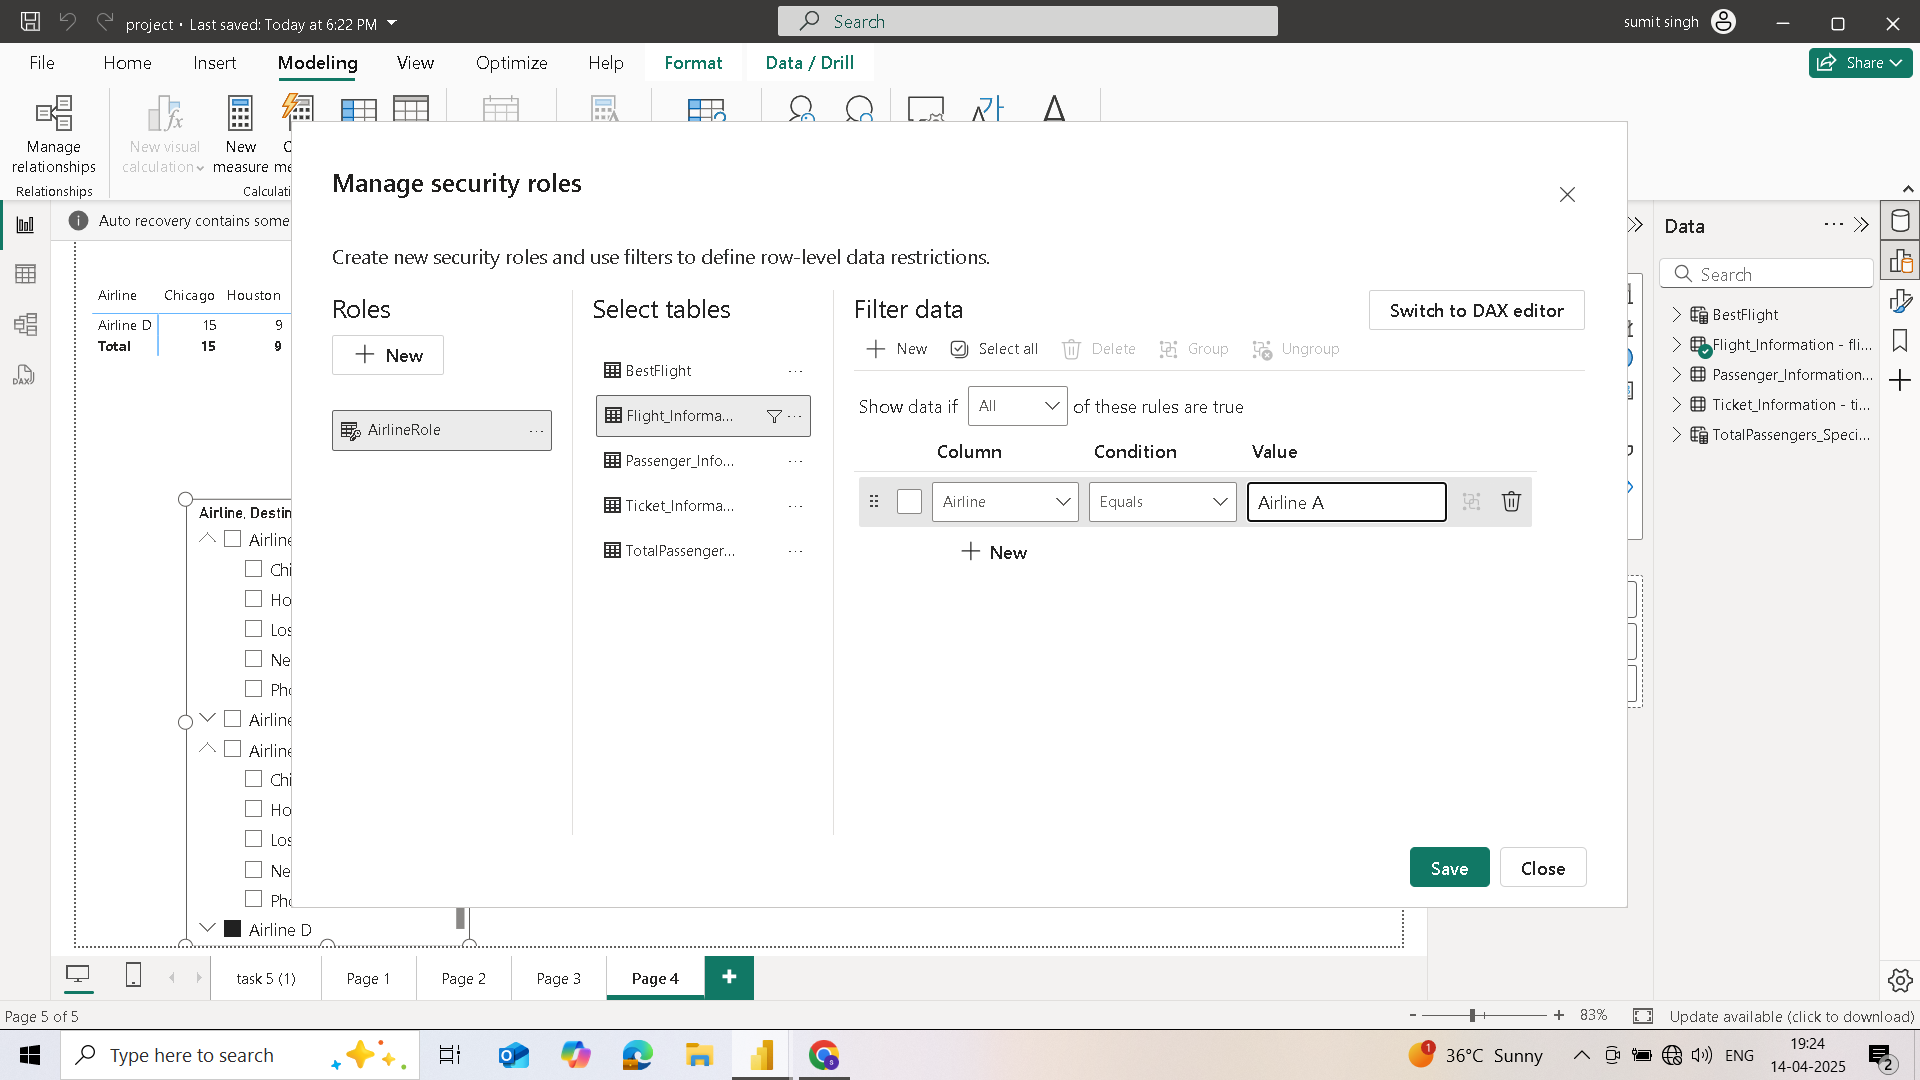 project • Last saved: Today at 6:22 PM
Search
sumit singh
File Home Insert Modeling View Optimize Help Format Data / Drill
Share
Manage relationships
New visual calculation
New measure
Relationships
Auto recovery contains some
Airline Chicago Houston
Airline D 15 9
Total 15 9
Airline, Destin
Airline
Chi
Ho
Los
Ne
Pho
Airline
Airline
Chi
Ho
Los
Ne
Pho
Airline D
Manage security roles
Create new security roles and use filters to define row-level data restrictions.
Roles
New
AirlineRole
Select tables
BestFlight
Flight_Informa...
Passenger_Info...
Ticket_Informa...
TotalPassenger...
Filter data
Switch to DAX editor
New Select all Delete Group Ungroup
Show data if All of these rules are true
Column Condition Value
Airline Equals Airline A
New
Save Close
Data
Search
BestFlight
Flight_Information - fli...
Passenger_Information...
Ticket_Information - ti...
TotalPassengers_Speci...
DAX
task 5 (1) Page 1 Page 2 Page 3 Page 4
Page 5 of 5
83%
Update available (click to download)
Type here to search
1
36°C Sunny
ENG
19:24
14-04-2025
2